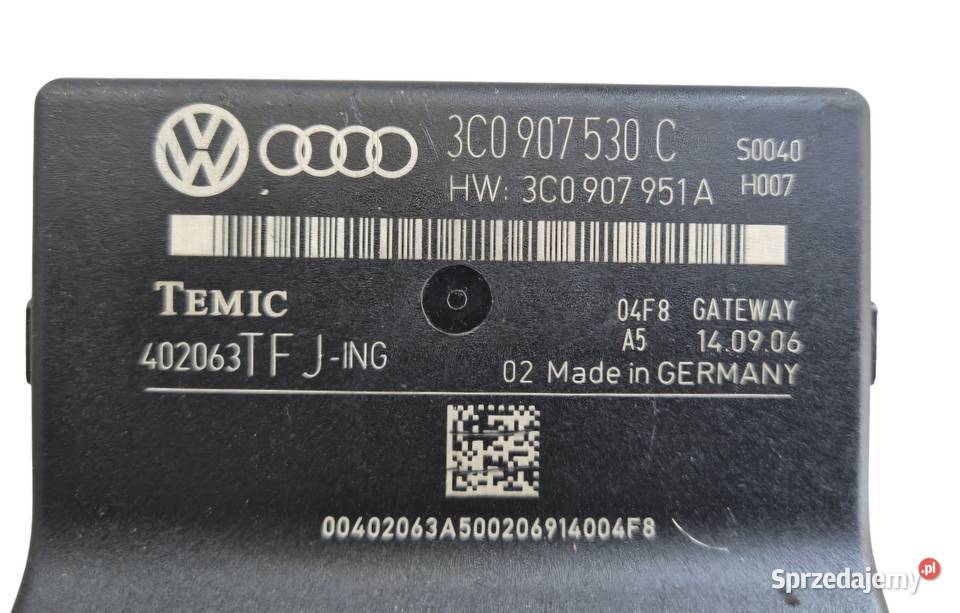 3C0 907 530 C
S0040
HW: 3C0 907 951 A
H007
TEMIC
04F8 GATEWAY
402063TFJ-ING
A5 14.09.06
02 Made in GERMANY
00402063A500206914004F8
Sprzedajemy.pl